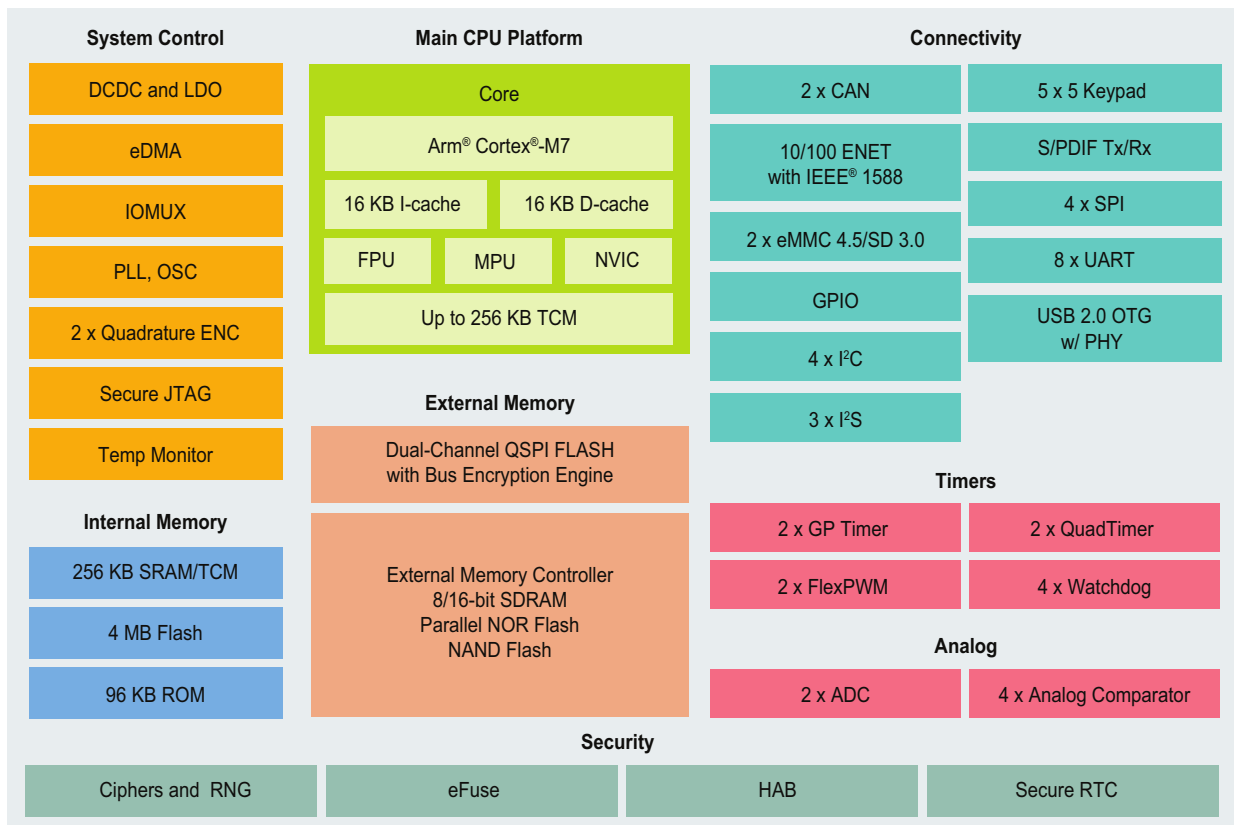 System Control
DCDC and LDO
eDMA
IOMUX
PLL, OSC
2 x Quadrature ENC
Secure JTAG
Temp Monitor
Internal Memory
256 KB SRAM/TCM
4 MB Flash
96 KB ROM
Main CPU Platform
Core
Arm® Cortex®-M7
16 KB I-cache
16 KB D-cache
FPU
MPU
NVIC
Up to 256 KB TCM
External Memory
Dual-Channel QSPI FLASH
with Bus Encryption Engine
External Memory Controller
8/16-bit SDRAM
Parallel NOR Flash
NAND Flash
Connectivity
2 x CAN
10/100 ENET
with IEEE® 1588
2 x eMMC 4.5/SD 3.0
GPIO
4 x I²C
3 x I²S
5 x 5 Keypad
S/PDIF Tx/Rx
4 x SPI
8 x UART
USB 2.0 OTG
w/ PHY
Timers
2 x GP Timer
2 x QuadTimer
2 x FlexPWM
4 x Watchdog
Analog
2 x ADC
4 x Analog Comparator
Security
Ciphers and RNG
eFuse
HAB
Secure RTC